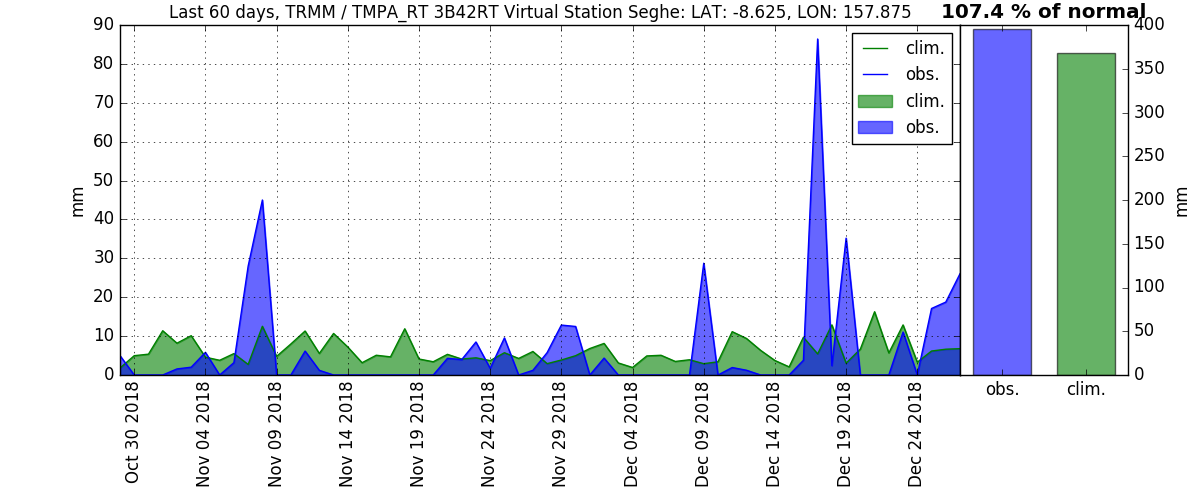 Last 60 days, TRMM / TMPA_RT 3B42RT Virtual Station Seghe: LAT: -8.625, LON: 157.875
107.4 % of normal
90
80
70
60
50
40
30
20
10
0
mm
clim.
obs.
clim.
obs.
400
350
300
250
200
150
100
50
0
mm
Oct 30 2018
Nov 04 2018
Nov 09 2018
Nov 14 2018
Nov 19 2018
Nov 24 2018
Nov 29 2018
Dec 04 2018
Dec 09 2018
Dec 14 2018
Dec 19 2018
Dec 24 2018
obs.
clim.